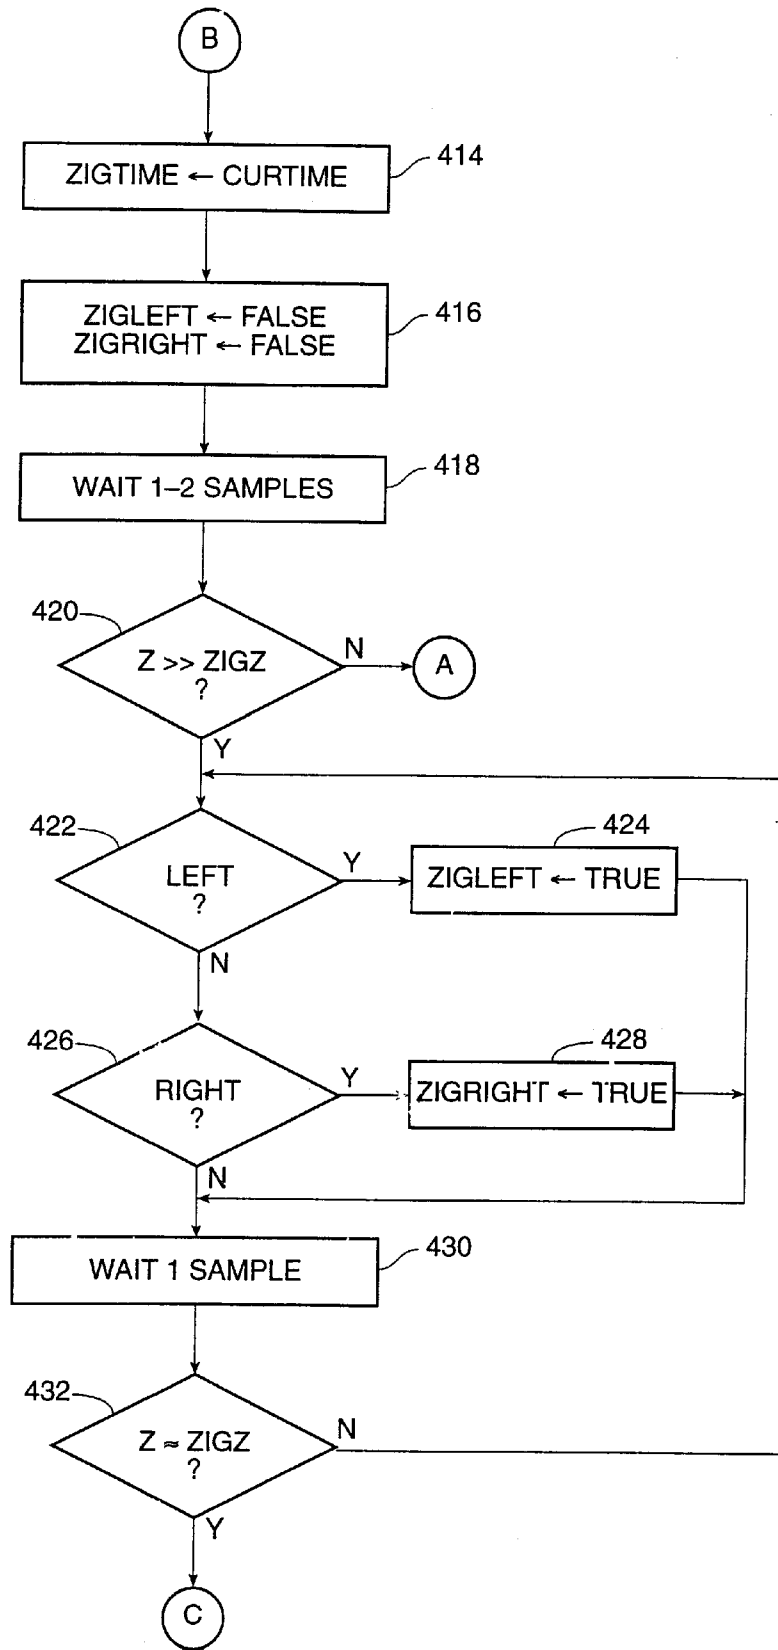 B
ZIGTIME ← CURTIME
414
ZIGLEFT ← FALSE
ZIGRIGHT ← FALSE
416
WAIT 1–2 SAMPLES
418
420
Z >> ZIGZ
?
N
A
Y
422
LEFT
?
Y
424
ZIGLEFT ← TRUE
N
426
RIGHT
?
Y
428
ZIGRIGHT ← TRUE
N
WAIT 1 SAMPLE
430
432
Z ≈ ZIGZ
?
N
Y
C